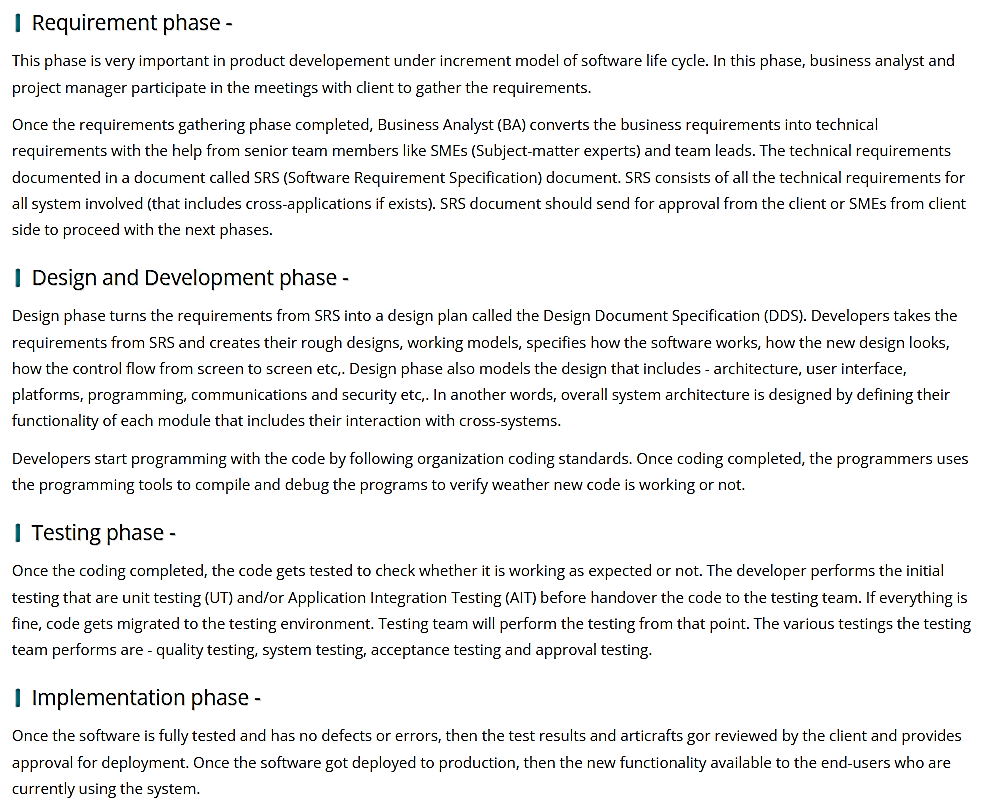 Requirement phase -
This phase is very important in product developement under increment model of software life cycle. In this phase, business analyst and
project manager participate in the meetings with client to gather the requirements.
Once the requirements gathering phase completed, Business Analyst (BA) converts the business requirements into technical
requirements with the help from senior team members like SMEs (Subject-matter experts) and team leads. The technical requirements
documented in a document called SRS (Software Requirement Specification) document. SRS consists of all the technical requirements for
all system involved (that includes cross-applications if exists). SRS document should send for approval from the client or SMEs from client
side to proceed with the next phases.
Design and Development phase -
Design phase turns the requirements from SRS into a design plan called the Design Document Specification (DDS). Developers takes the
requirements from SRS and creates their rough designs, working models, specifies how the software works, how the new design looks,
how the control flow from screen to screen etc,. Design phase also models the design that includes - architecture, user interface,
platforms, programming, communications and security etc,. In another words, overall system architecture is designed by defining their
functionality of each module that includes their interaction with cross-systems.
Developers start programming with the code by following organization coding standards. Once coding completed, the programmers uses
the programming tools to compile and debug the programs to verify weather new code is working or not.
Testing phase -
Once the coding completed, the code gets tested to check whether it is working as expected or not. The developer performs the initial
testing that are unit testing (UT) and/or Application Integration Testing (AIT) before handover the code to the testing team. If everything is
fine, code gets migrated to the testing environment. Testing team will perform the testing from that point. The various testings the testing
team performs are - quality testing, system testing, acceptance testing and approval testing.
Implementation phase -
Once the software is fully tested and has no defects or errors, then the test results and articrafts gor reviewed by the client and provides
approval for deployment. Once the software got deployed to production, then the new functionality available to the end-users who are
currently using the system.